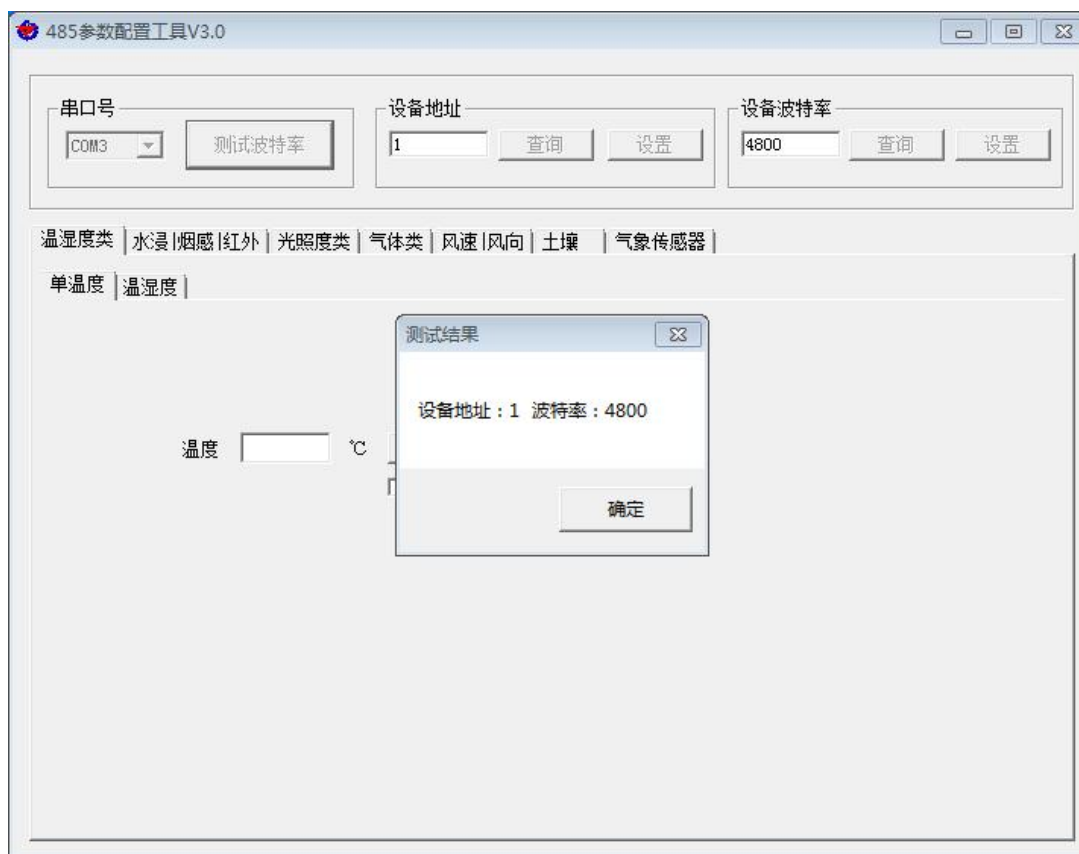 485参数配置工具V3.0
串口号 设备地址 设备波特率
COM3 测试波特率 1 查询 设置 4800 查询 设置
温湿度类 水浸|烟感|红外 光照度类 气体类 风速|风向 土壤 气象传感器
单温度 温湿度
测试结果
设备地址：1 波特率：4800
温度 ℃
确定